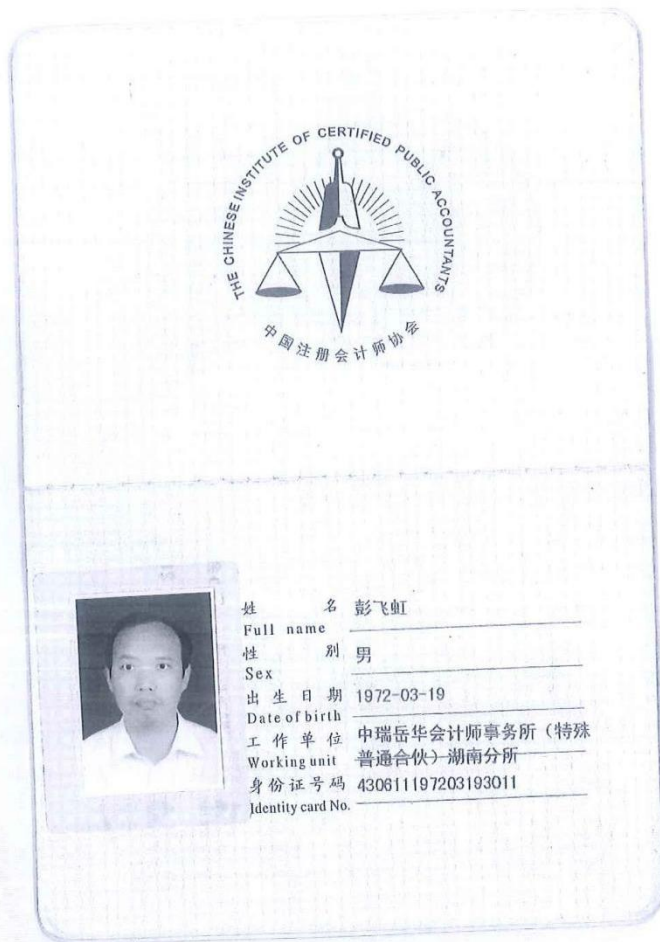 THE CHINESE INSTITUTE OF CERTIFIED PUBLIC ACCOUNTANTS
中国注册会计师协会
姓 名 彭飞虹
Full name
性 别 男
Sex
出生日期 1972-03-19
Date of birth
工作单位 中瑞岳华会计师事务所（特殊
Working unit 普通合伙）湖南分所
身份证号码 430611197203193011
Identity card No.